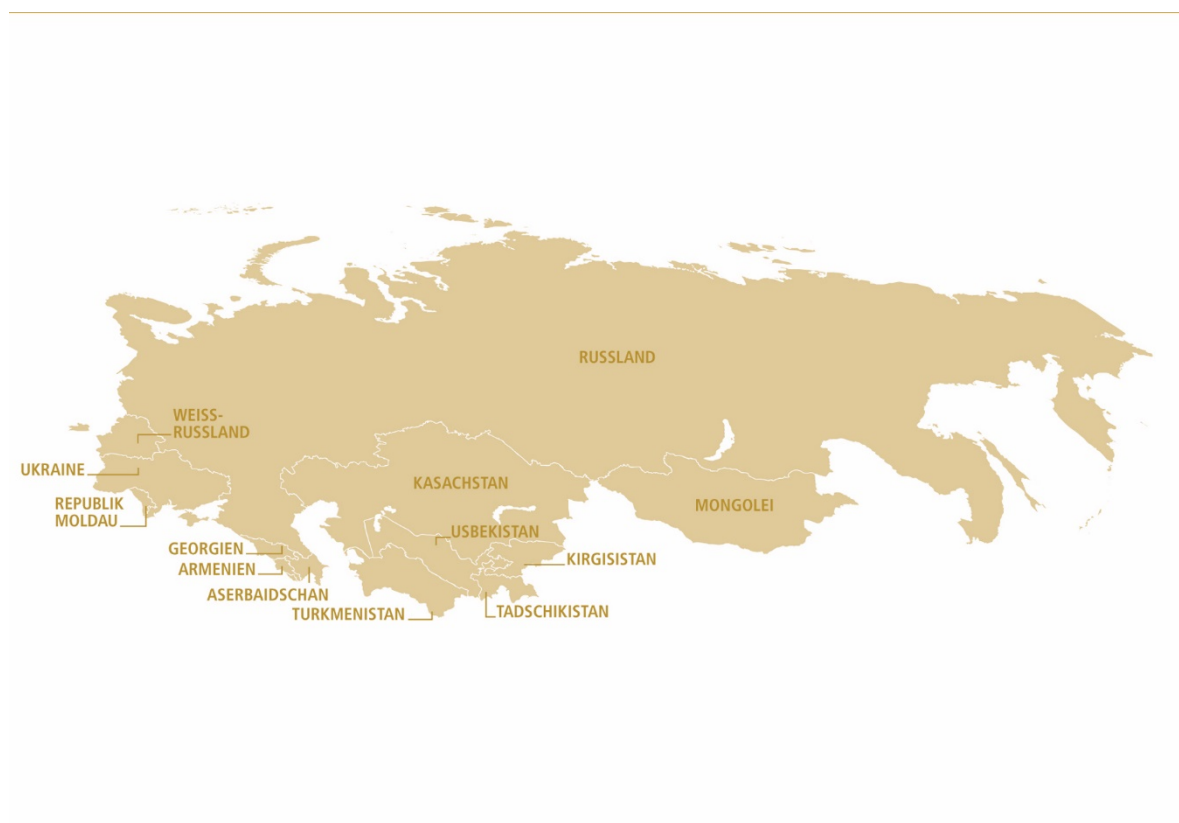 RUSSLAND
WEISS-
RUSSLAND
UKRAINE
KASACHSTAN
REPUBLIK
MOLDAU
MONGOLEI
USBEKISTAN
GEORGIEN
KIRGISISTAN
ARMENIEN
ASERBAIDSCHAN
TURKMENISTAN
TADSCHIKISTAN